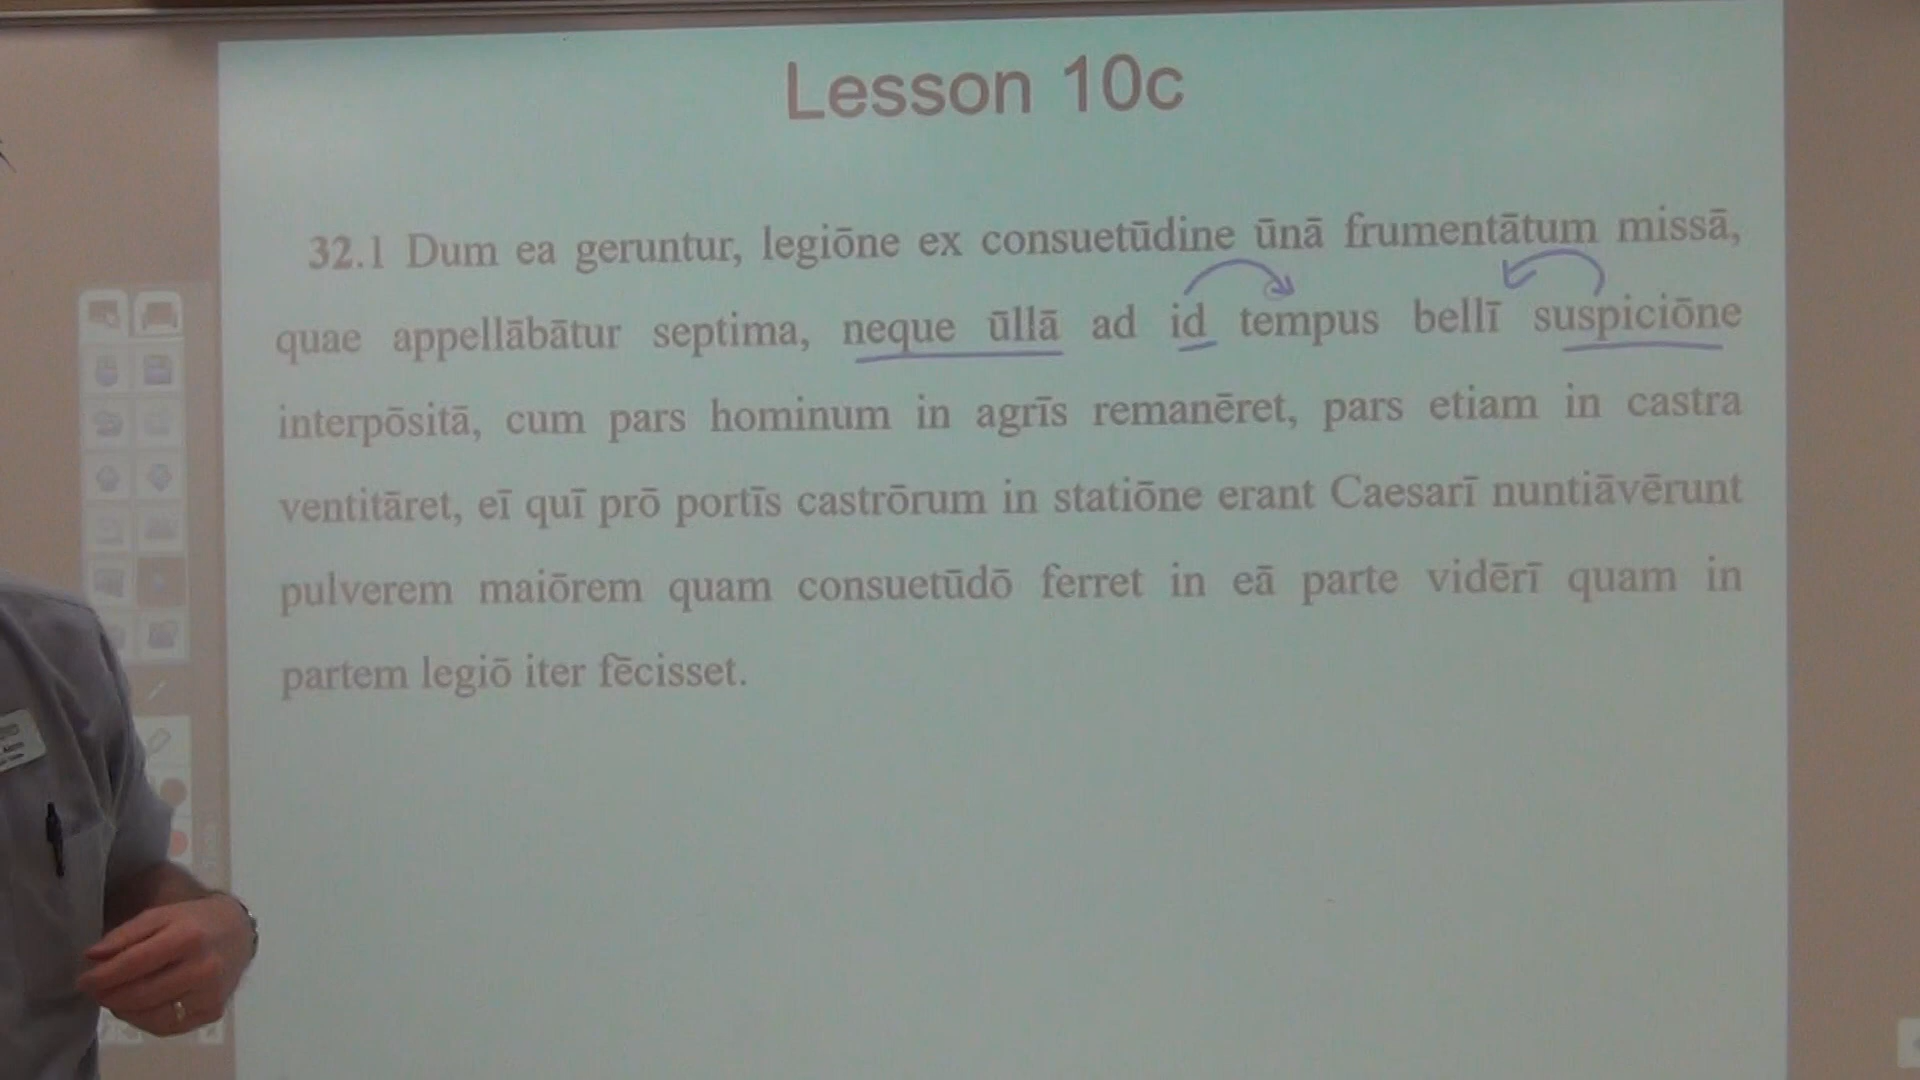 Lesson 10c
32.1 Dum ea geruntur, legiōne ex consuetūdine ūnā frumentātum missā,
quae appellābātur septima, neque ūllā ad id tempus bellī suspiciōne
interpōsitā, cum pars hominum in agrīs remanēret, pars etiam in castra
ventitāret, eī quī prō portīs castrōrum in statiōne erant Caesarī nuntiāvērunt
pulverem maiōrem quam consuetūdō ferret in eā parte vidērī quam in
partem legiō iter fēcisset.